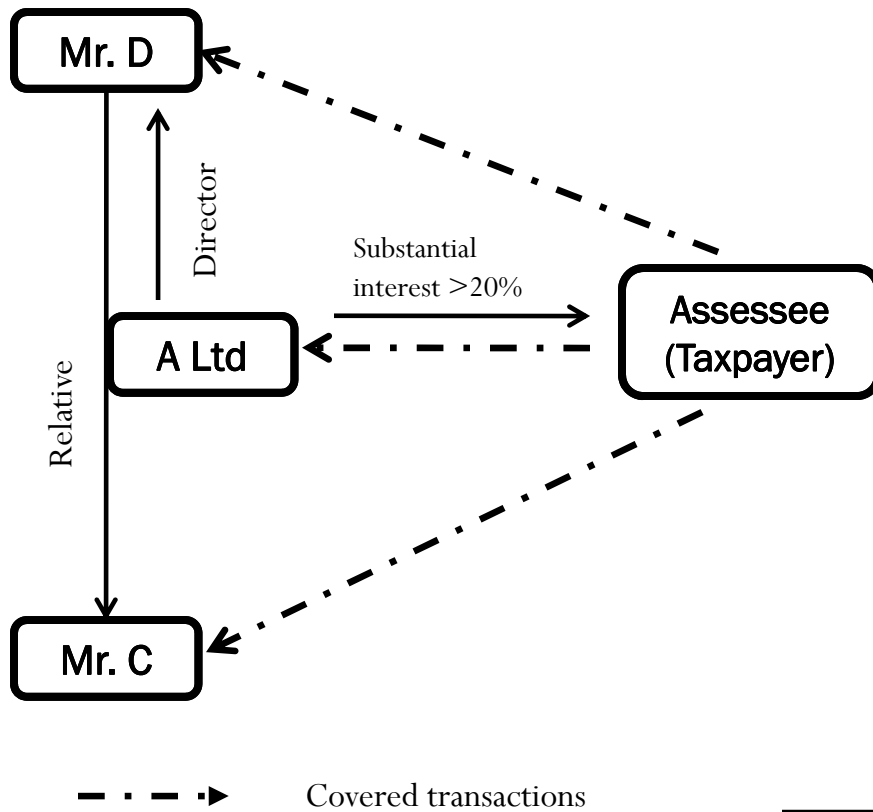 Mr. D
Director
Substantial
interest >20%
Assessee
(Taxpayer)
A Ltd
Relative
Mr. C
Covered transactions